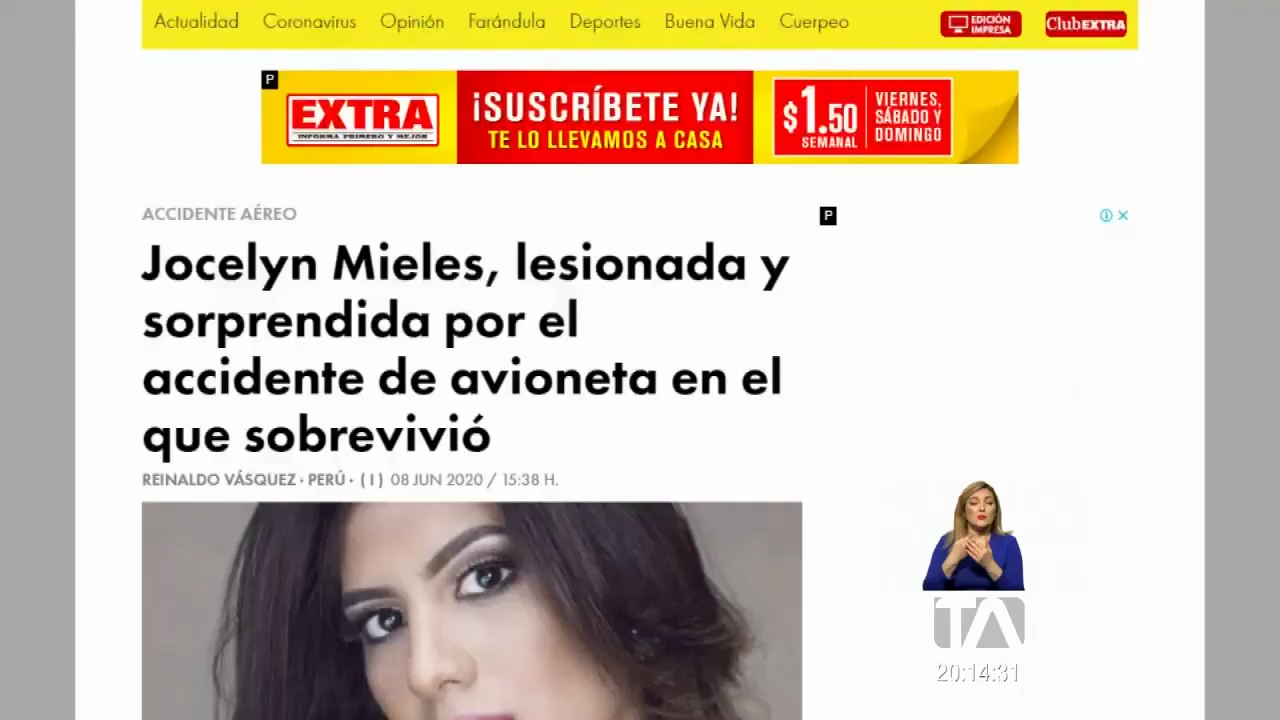 Actualidad Coronavirus Opinión Farándula Deportes Buena Vida Cuerpeo
EDICIÓN
IMPRESA
ClubEXTRA
P
EXTRA
INFORMA PRIMERO Y MEJOR
¡SUSCRÍBETE YA!
TE LO LLEVAMOS A CASA
$1.50
SEMANAL
VIERNES,
SÁBADO Y
DOMINGO
ACCIDENTE AÉREO
P
Jocelyn Mieles, lesionada y
sorprendida por el
accidente de avioneta en el
que sobrevivió
REINALDO VÁSQUEZ · PERÚ · ( I ) 08 JUN 2020 / 15:38 H.
TA
20:14:31